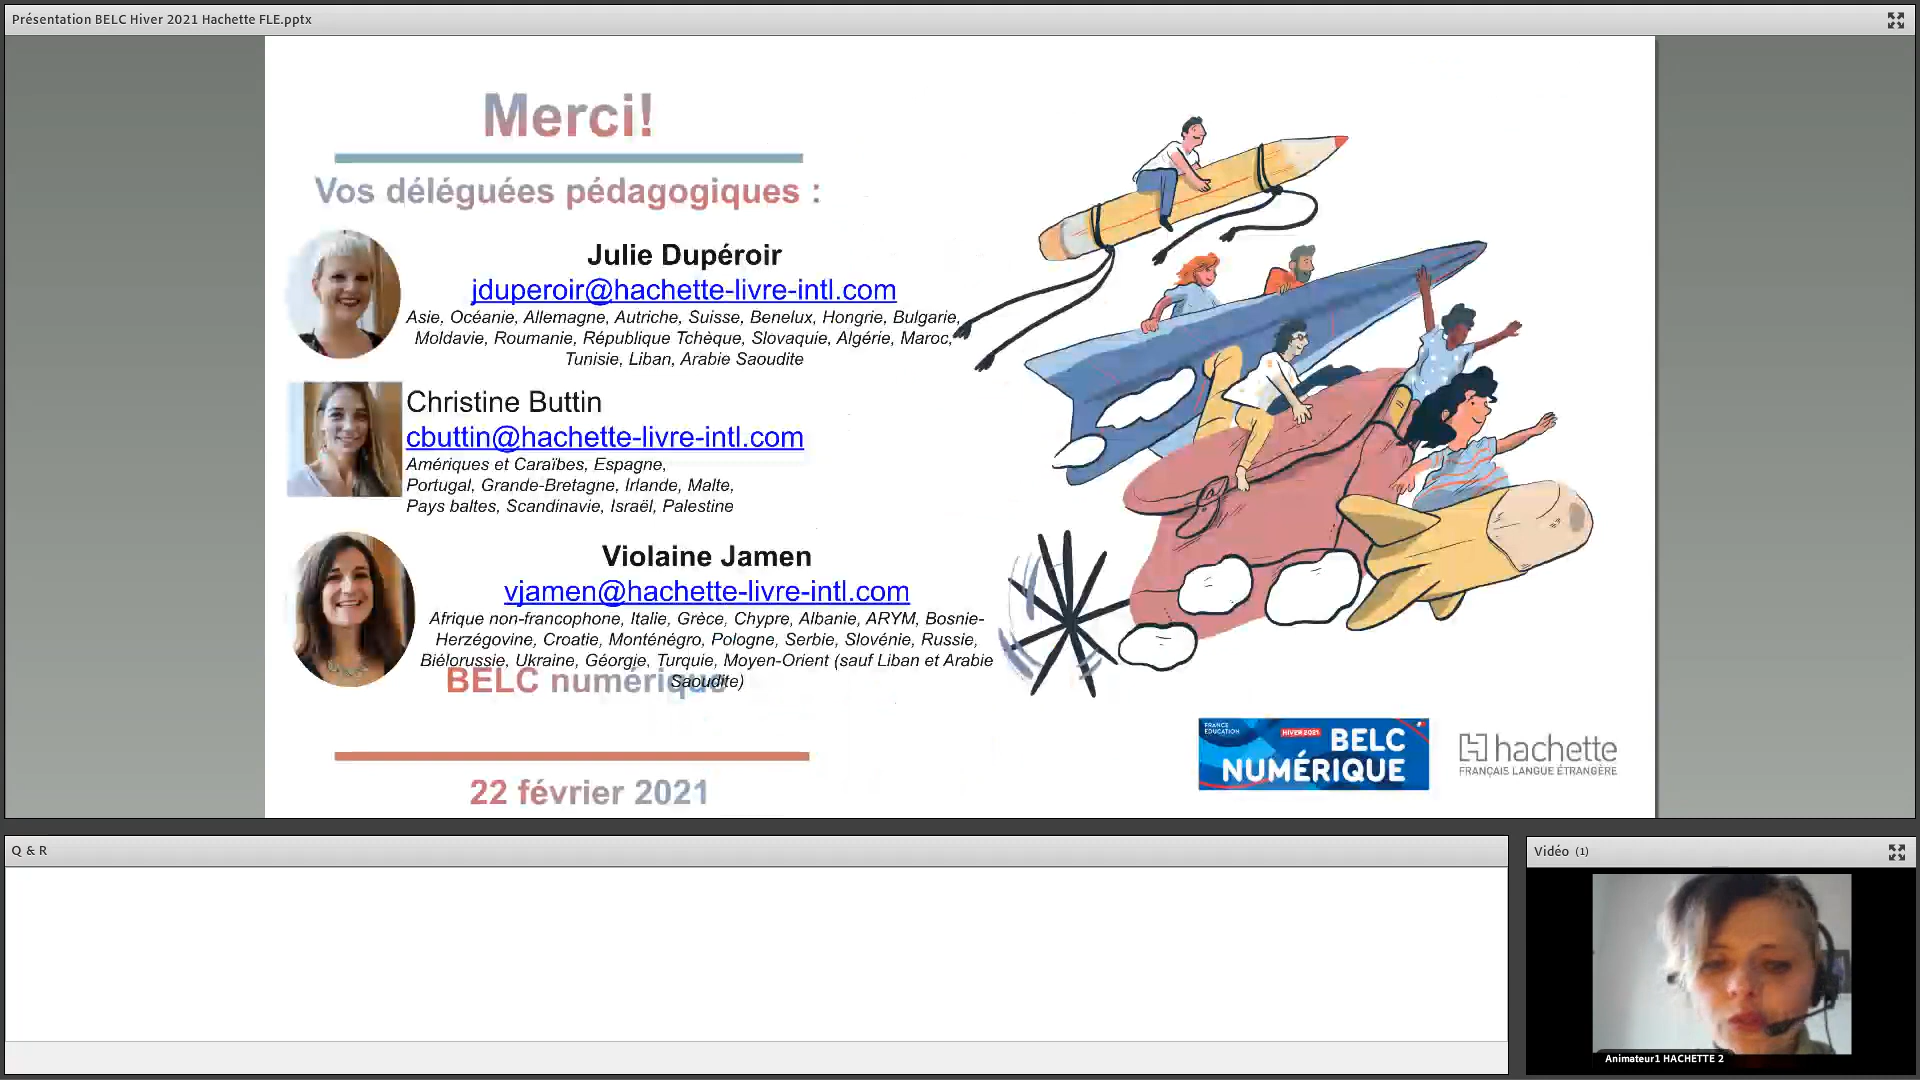 Présentation BELC Hiver 2021 Hachette FLE.pptx
Merci!
Vos déléguées pédagogiques :
Julie Dupéroir
jduperoir@hachette-livre-intl.com
Asie, Océanie, Allemagne, Autriche, Suisse, Benelux, Hongrie, Bulgarie,
Moldavie, Roumanie, République Tchèque, Slovaquie, Algérie, Maroc,
Tunisie, Liban, Arabie Saoudite
Christine Buttin
cbuttin@hachette-livre-intl.com
Amériques et Caraïbes, Espagne,
Portugal, Grande-Bretagne, Irlande, Malte,
Pays baltes, Scandinavie, Israël, Palestine
Violaine Jamen
vjamen@hachette-livre-intl.com
Afrique non-francophone, Italie, Grèce, Chypre, Albanie, ARYM, Bosnie-
Herzégovine, Croatie, Monténégro, Pologne, Serbie, Slovénie, Russie,
Biélorussie, Ukraine, Géorgie, Turquie, Moyen-Orient (sauf Liban et Arabie
Saoudite)
BELC numérique
22 février 2021
FRANCE
EDUCATION
HIVER 2021
BELC
NUMÉRIQUE
hachette
FRANÇAIS LANGUE ÉTRANGÈRE
Q & R
Vidéo (1)
Animateur1 HACHETTE 2